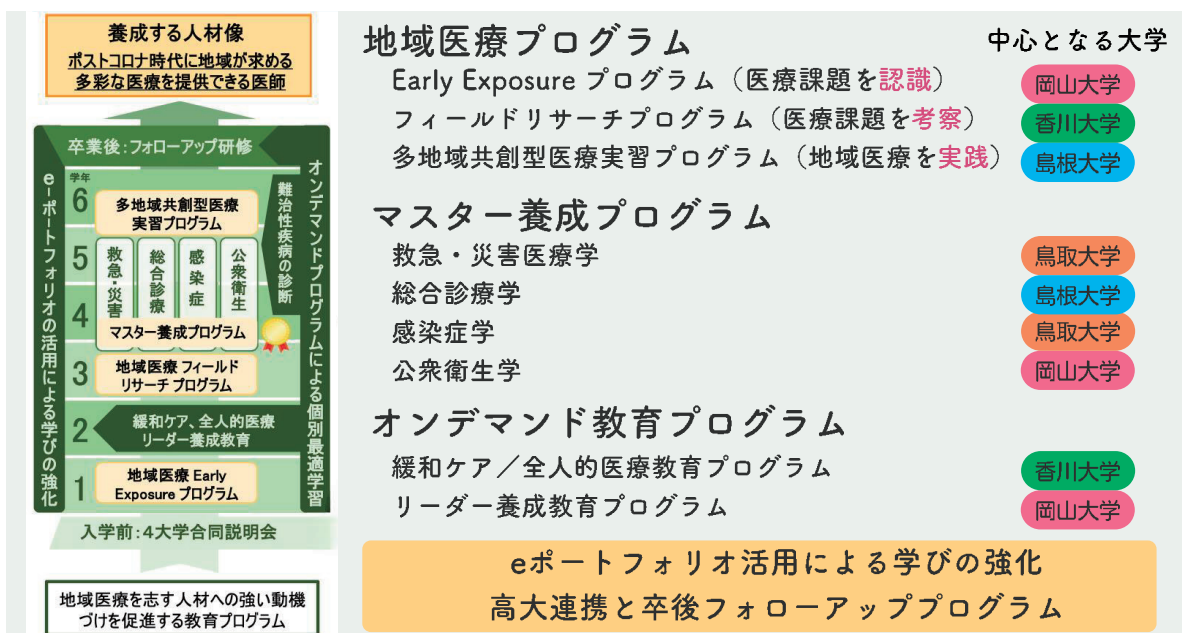 養成する人材像
ポストコロナ時代に地域が求める
多彩な医療を提供できる医師
卒業後:フォローアップ研修
e-ポートフォリオの活用による学びの強化
オンデマンドプログラムによる個別最適学習
難治性疾病の診断
学年
6
多地域共創型医療
実習プログラム
5
4
救急・災害
総合診療
感染症
公衆衛生
マスター養成プログラム
3
地域医療 フィールド
リサーチ プログラム
2
緩和ケア、全人的医療
リーダー養成教育
1
地域医療 Early
Exposure プログラム
入学前:4大学合同説明会
地域医療を志す人材への強い動機
づけを促進する教育プログラム
地域医療プログラム 中心となる大学
Early Exposure プログラム(医療課題を認識) 岡山大学
フィールドリサーチプログラム(医療課題を考察) 香川大学
多地域共創型医療実習プログラム(地域医療を実践) 島根大学
マスター養成プログラム
救急・災害医療学 鳥取大学
総合診療学 島根大学
感染症学 鳥取大学
公衆衛生学 岡山大学
オンデマンド教育プログラム
緩和ケア/全人的医療教育プログラム 香川大学
リーダー養成教育プログラム 岡山大学
eポートフォリオ活用による学びの強化
高大連携と卒後フォローアッププログラム